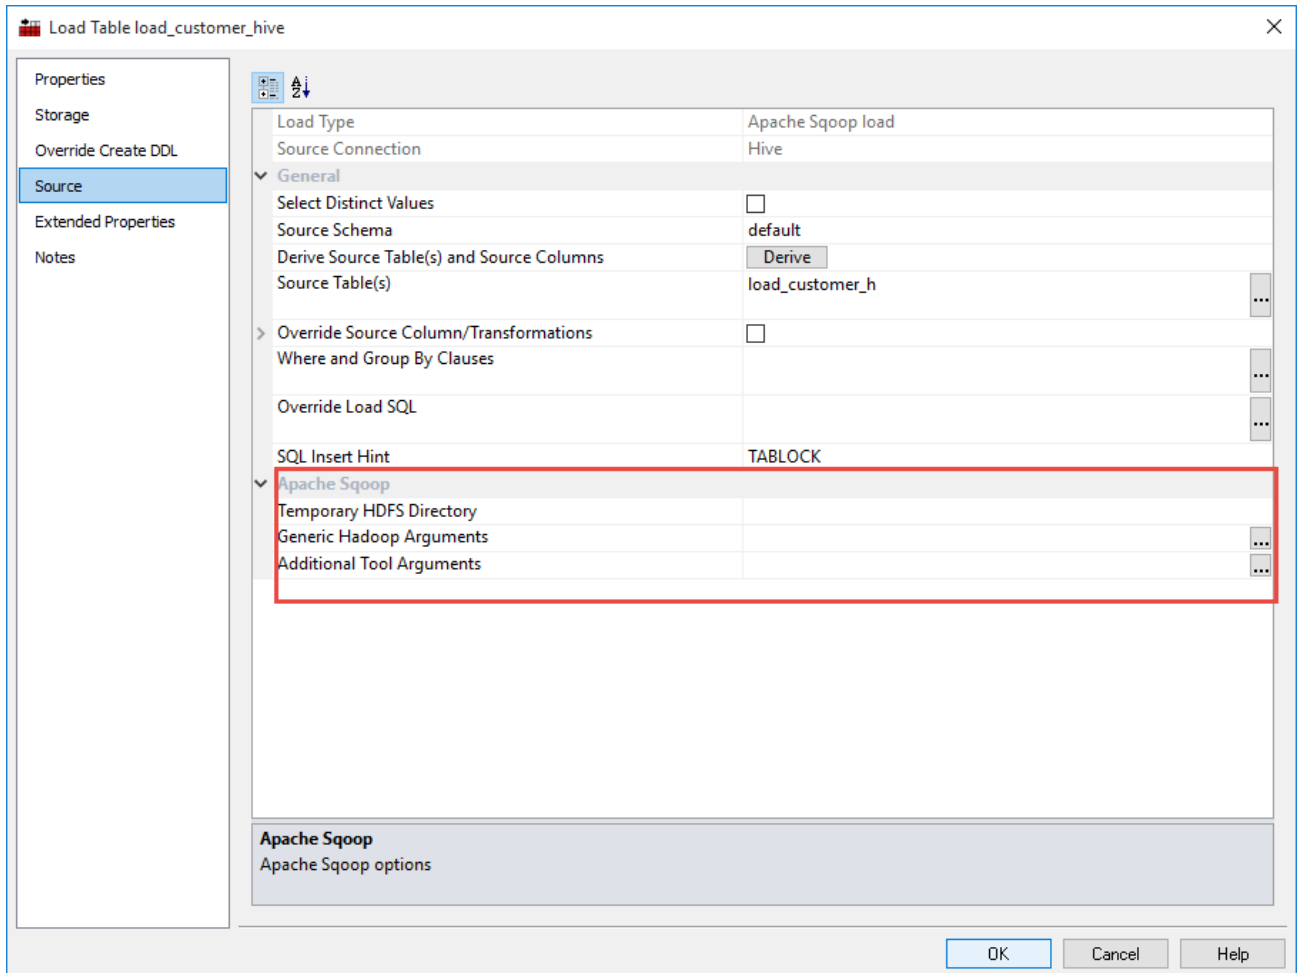 Load Table load_customer_hive
Properties
Storage
Override Create DDL
Source
Extended Properties
Notes
Load Type Apache Sqoop load
Source Connection Hive
General
Select Distinct Values
Source Schema default
Derive Source Table(s) and Source Columns Derive
Source Table(s) load_customer_h
...
Override Source Column/Transformations
Where and Group By Clauses
...
Override Load SQL
...
SQL Insert Hint TABLOCK
Apache Sqoop
Temporary HDFS Directory
Generic Hadoop Arguments ...
Additional Tool Arguments ...
Apache Sqoop
Apache Sqoop options
OK Cancel Help